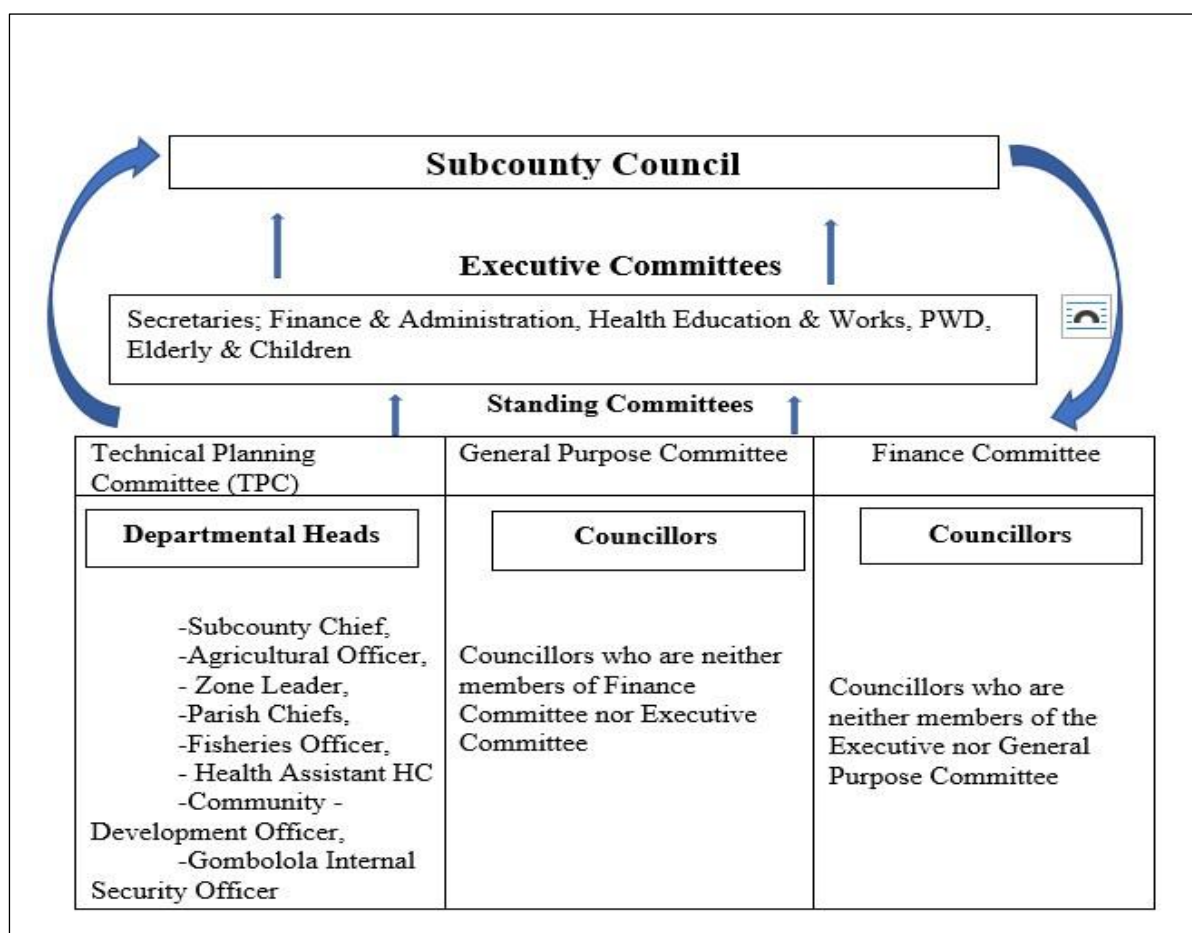 Subcounty Council
Executive Committees
Secretaries; Finance & Administration, Health Education & Works, PWD,
Elderly & Children
Standing Committees
Technical Planning
Committee (TPC)
General Purpose Committee
Finance Committee
Departmental Heads
-Subcounty Chief,
-Agricultural Officer,
- Zone Leader,
-Parish Chiefs,
-Fisheries Officer,
- Health Assistant HC
-Community -
Development Officer,
-Gombolola Internal
Security Officer
Councillors
Councillors who are neither
members of Finance
Committee nor Executive
Committee
Councillors
Councillors who are
neither members of the
Executive nor General
Purpose Committee